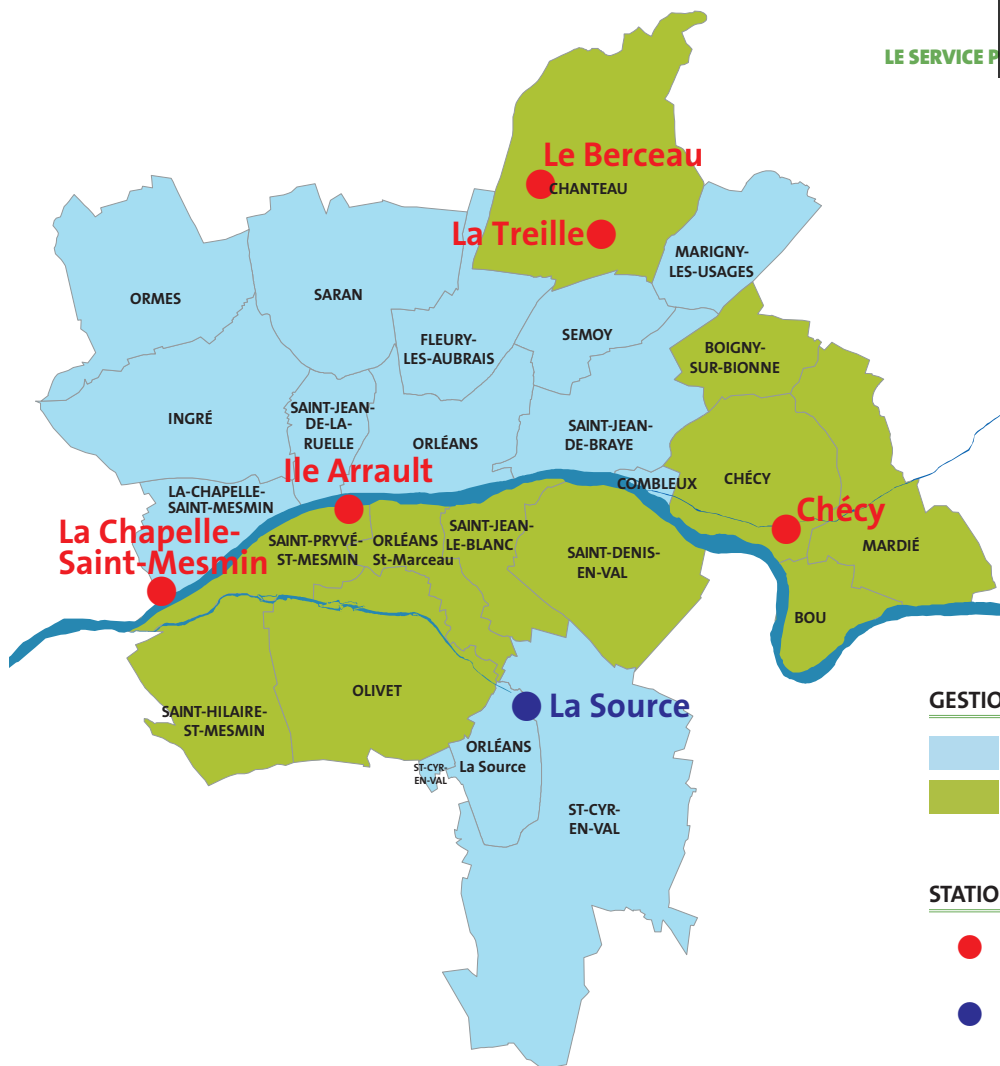 LE SERVICE P
Le Berceau
CHANTEAU
La Treille
MARIGNY-
LES-USAGES
ORMES
SARAN
FLEURY-
LES-AUBRAIS
SEMOY
BOIGNY-
SUR-BIONNE
INGRÉ
SAINT-JEAN-
DE-LA-
RUELLE
ORLÉANS
SAINT-JEAN-
DE-BRAYE
Ile Arrault
COMBLEUX
CHÉCY
LA-CHAPELLE-
SAINT-MESMIN
Chécy
La Chapelle-
Saint-Mesmin
SAINT-PRYVÉ-
ST-MESMIN
ORLÉANS
St-Marceau
SAINT-JEAN-
LE-BLANC
SAINT-DENIS-
EN-VAL
MARDIÉ
BOU
OLIVET
SAINT-HILAIRE-
ST-MESMIN
La Source
GESTIO
ORLÉANS
La Source
ST-CYR-
EN-VAL
ST-CYR-
EN-VAL
STATIO